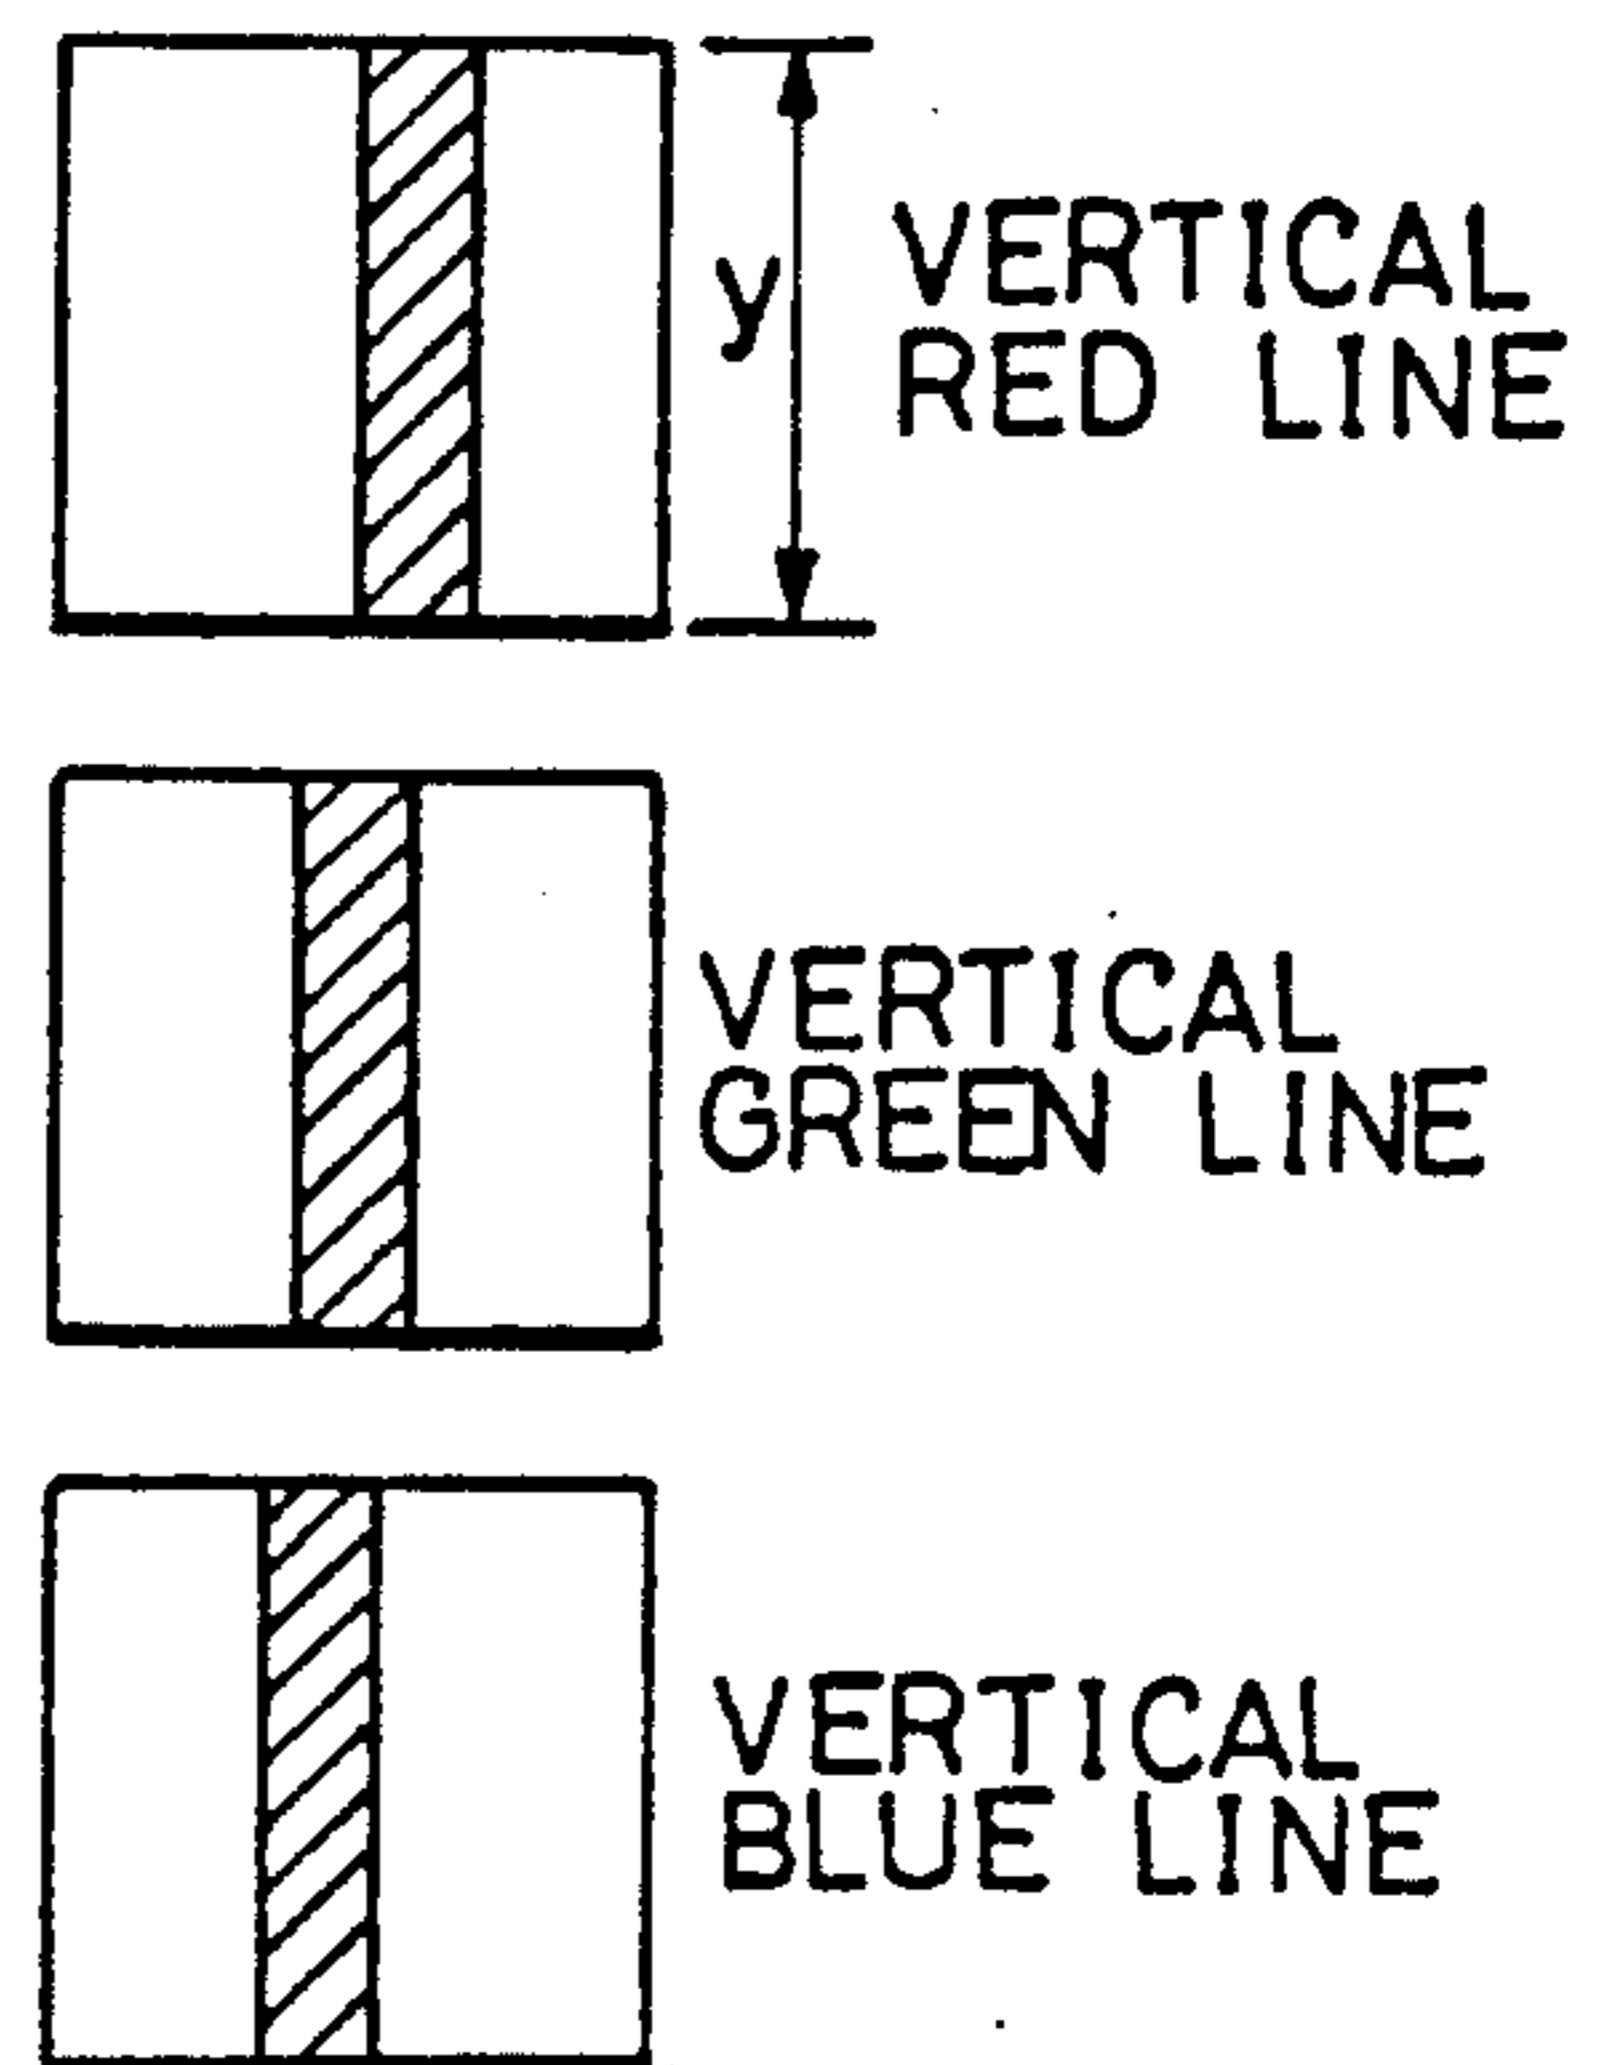 y
VERTICAL
RED LINE
VERTICAL
GREEN LINE
VERTICAL
BLUE LINE